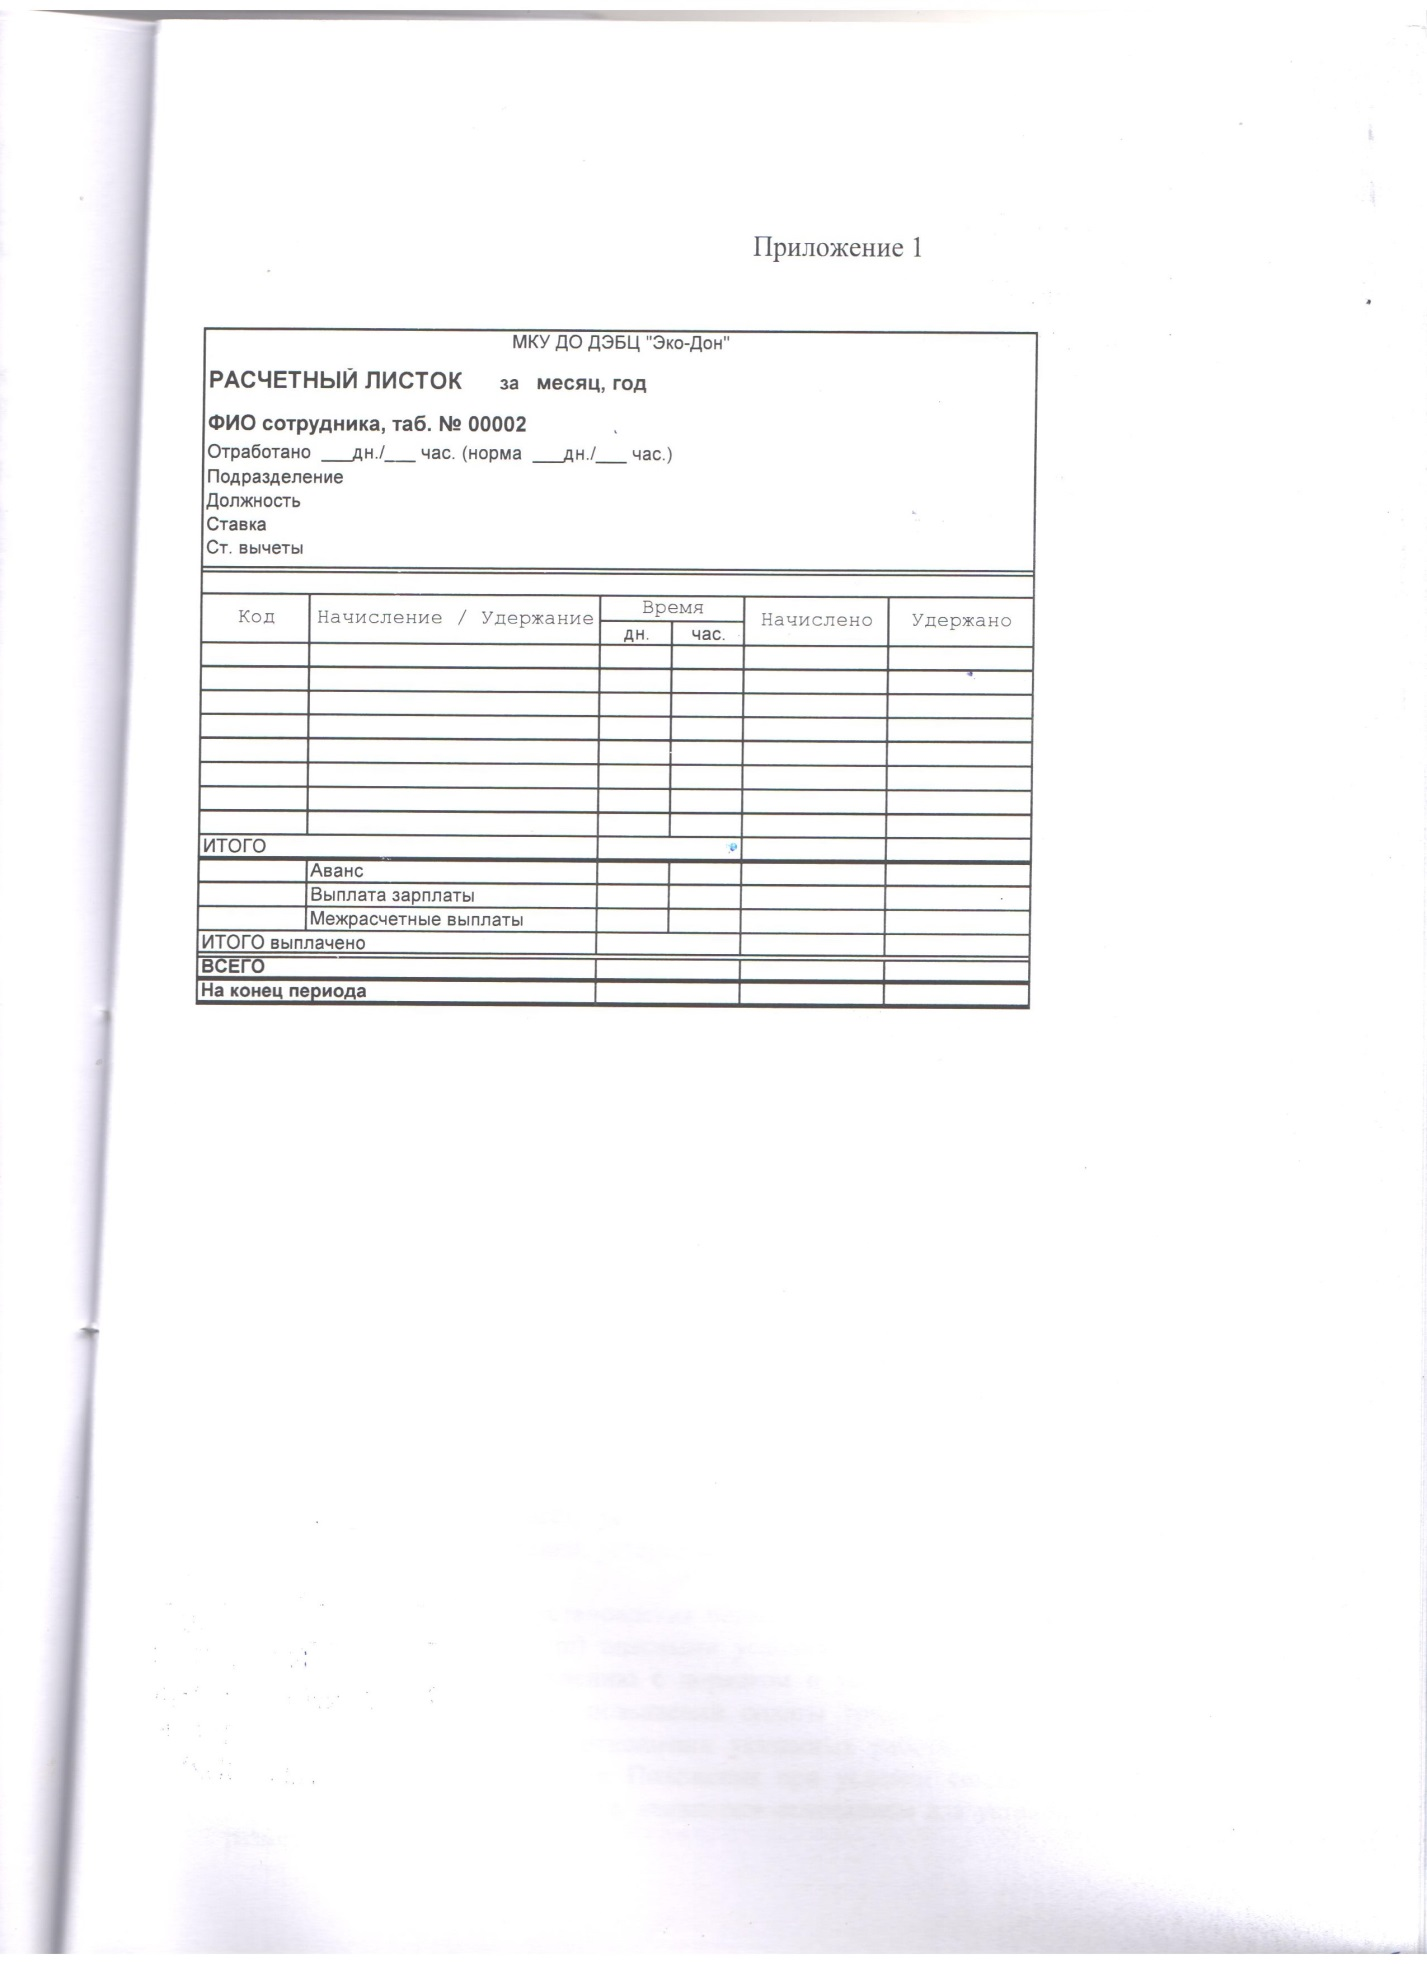 Приложение 1
МКУ ДО ДЭБЦ "Эко-Дон"
РАСЧЕТНЫЙ ЛИСТОК за месяц, год
ФИО сотрудника, таб. № 00002
Отработано ___дн./___ час. (норма ___дн./___ час.)
Подразделение
Должность
Ставка
Ст. вычеты
Код Начисление / Удержание Время Начислено Удержано
дн. час.
ИТОГО
Аванс
Выплата зарплаты
Межрасчетные выплаты
ИТОГО выплачено
ВСЕГО
На конец периода